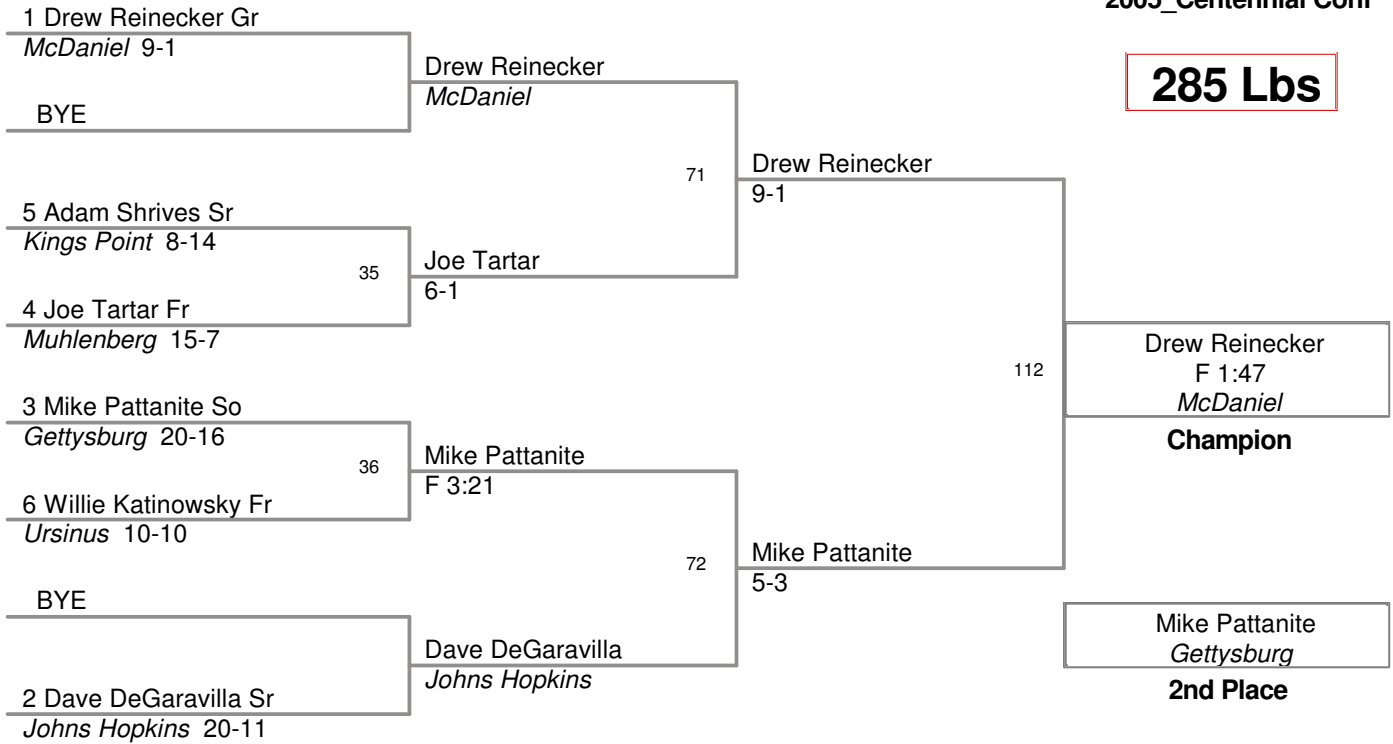 2005_Centennial Conf
285 Lbs
1 Drew Reinecker Gr
McDaniel 9-1
BYE
5 Adam Shrives Sr
Kings Point 8-14
4 Joe Tartar Fr
Muhlenberg 15-7
3 Mike Pattanite So
Gettysburg 20-16
6 Willie Katinowsky Fr
Ursinus 10-10
BYE
2 Dave DeGaravilla Sr
Johns Hopkins 20-11
35
36
Drew Reinecker
McDaniel
Joe Tartar
6-1
Mike Pattanite
F 3:21
Dave DeGaravilla
Johns Hopkins
71
72
Drew Reinecker
9-1
Mike Pattanite
5-3
112
Drew Reinecker
F 1:47
McDaniel
Champion
Mike Pattanite
Gettysburg
2nd Place